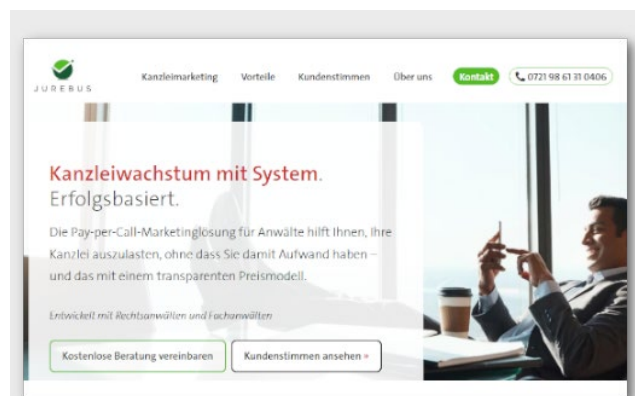 JUREBUS
Kanzleimarketing Vorteile Kundenstimmen Über uns Kontakt 0721 98 61 31 0406
Kanzleiwachstum mit System.
Erfolgsbasiert.
Die Pay-per-Call-Marketinglösung für Anwälte hilft Ihnen, Ihre
Kanzlei auszulasten, ohne dass Sie damit Aufwand haben –
und das mit einem transparenten Preismodell.
Entwickelt mit Rechtsanwälten und Fachanwälten
Kostenlose Beratung vereinbaren Kundenstimmen ansehen »